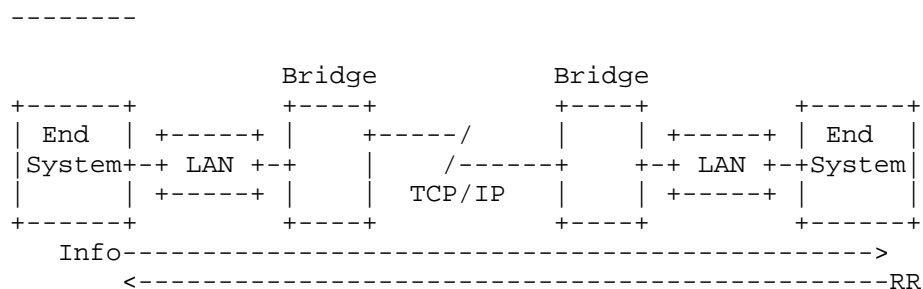 --------
Bridge Bridge
+------+ +----+ +----+ +------+
| End | +-----+ | +-----/ | | +-----+ | End |
|System+-+ LAN +-+ | /------+ +-+ LAN +-+System|
| | +-----+ | | TCP/IP | | +-----+ | |
+------+ +----+ +----+ +------+
Info---------------------------------------------->
<-----------------------------------------------RR